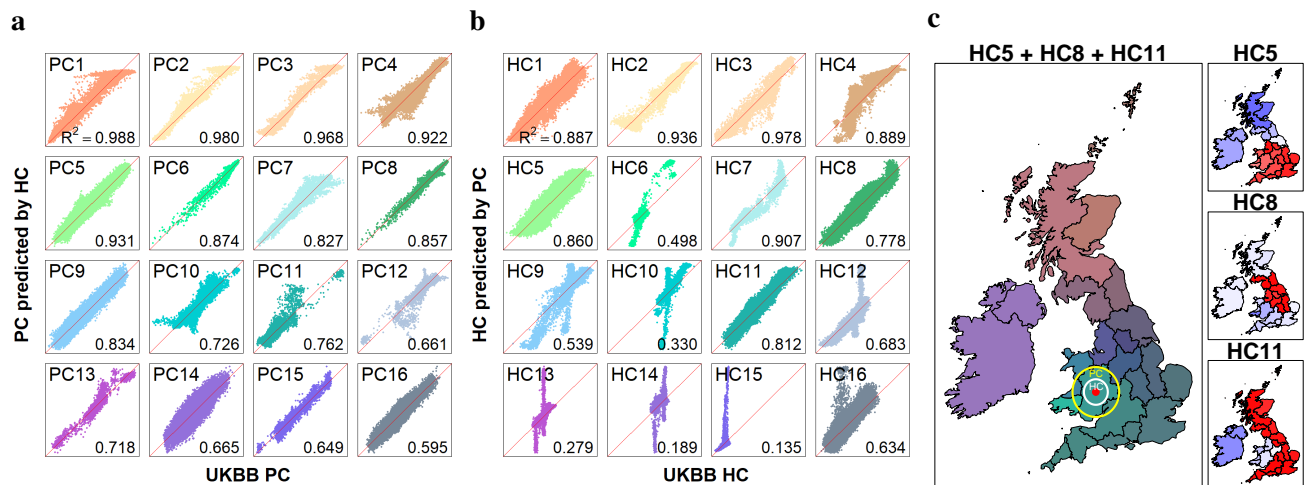 a
PC predicted by HC
PC1
R² = 0.988
PC2
0.980
PC3
0.968
PC4
0.922
PC5
0.931
PC6
0.874
PC7
0.827
PC8
0.857
PC9
0.834
PC10
0.726
PC11
0.762
PC12
0.661
PC13
0.718
PC14
0.665
PC15
0.649
PC16
0.595
UKBB PC
b
HC predicted by PC
HC1
R² = 0.887
HC2
0.936
HC3
0.978
HC4
0.889
HC5
0.860
HC6
0.498
HC7
0.907
HC8
0.778
HC9
0.539
HC10
0.330
HC11
0.812
HC12
0.683
HC13
0.279
HC14
0.189
HC15
0.135
HC16
0.634
UKBB HC
c
HC5 + HC8 + HC11
PC
HC
HC5
HC8
HC11